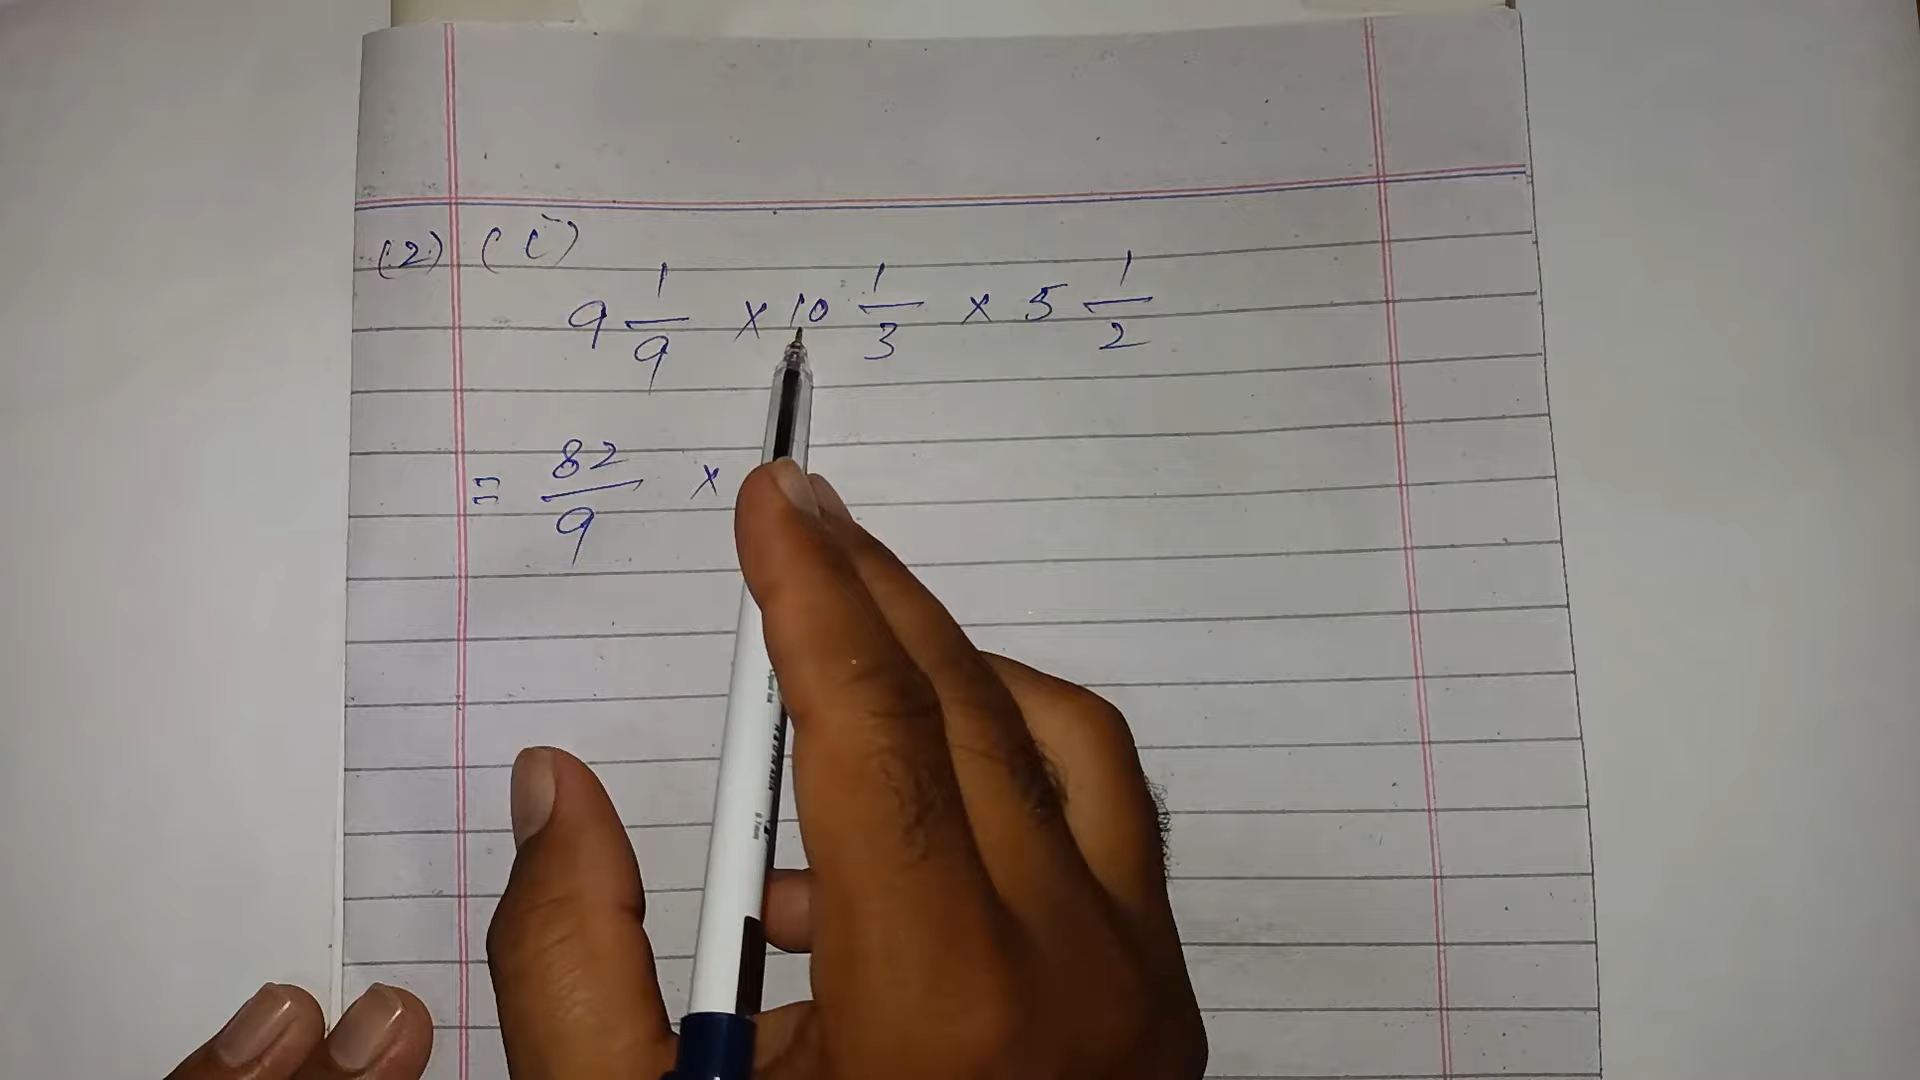 (2) (i)
9 1/9 × 10 1/3 × 5 1/2
= 82/9 ×